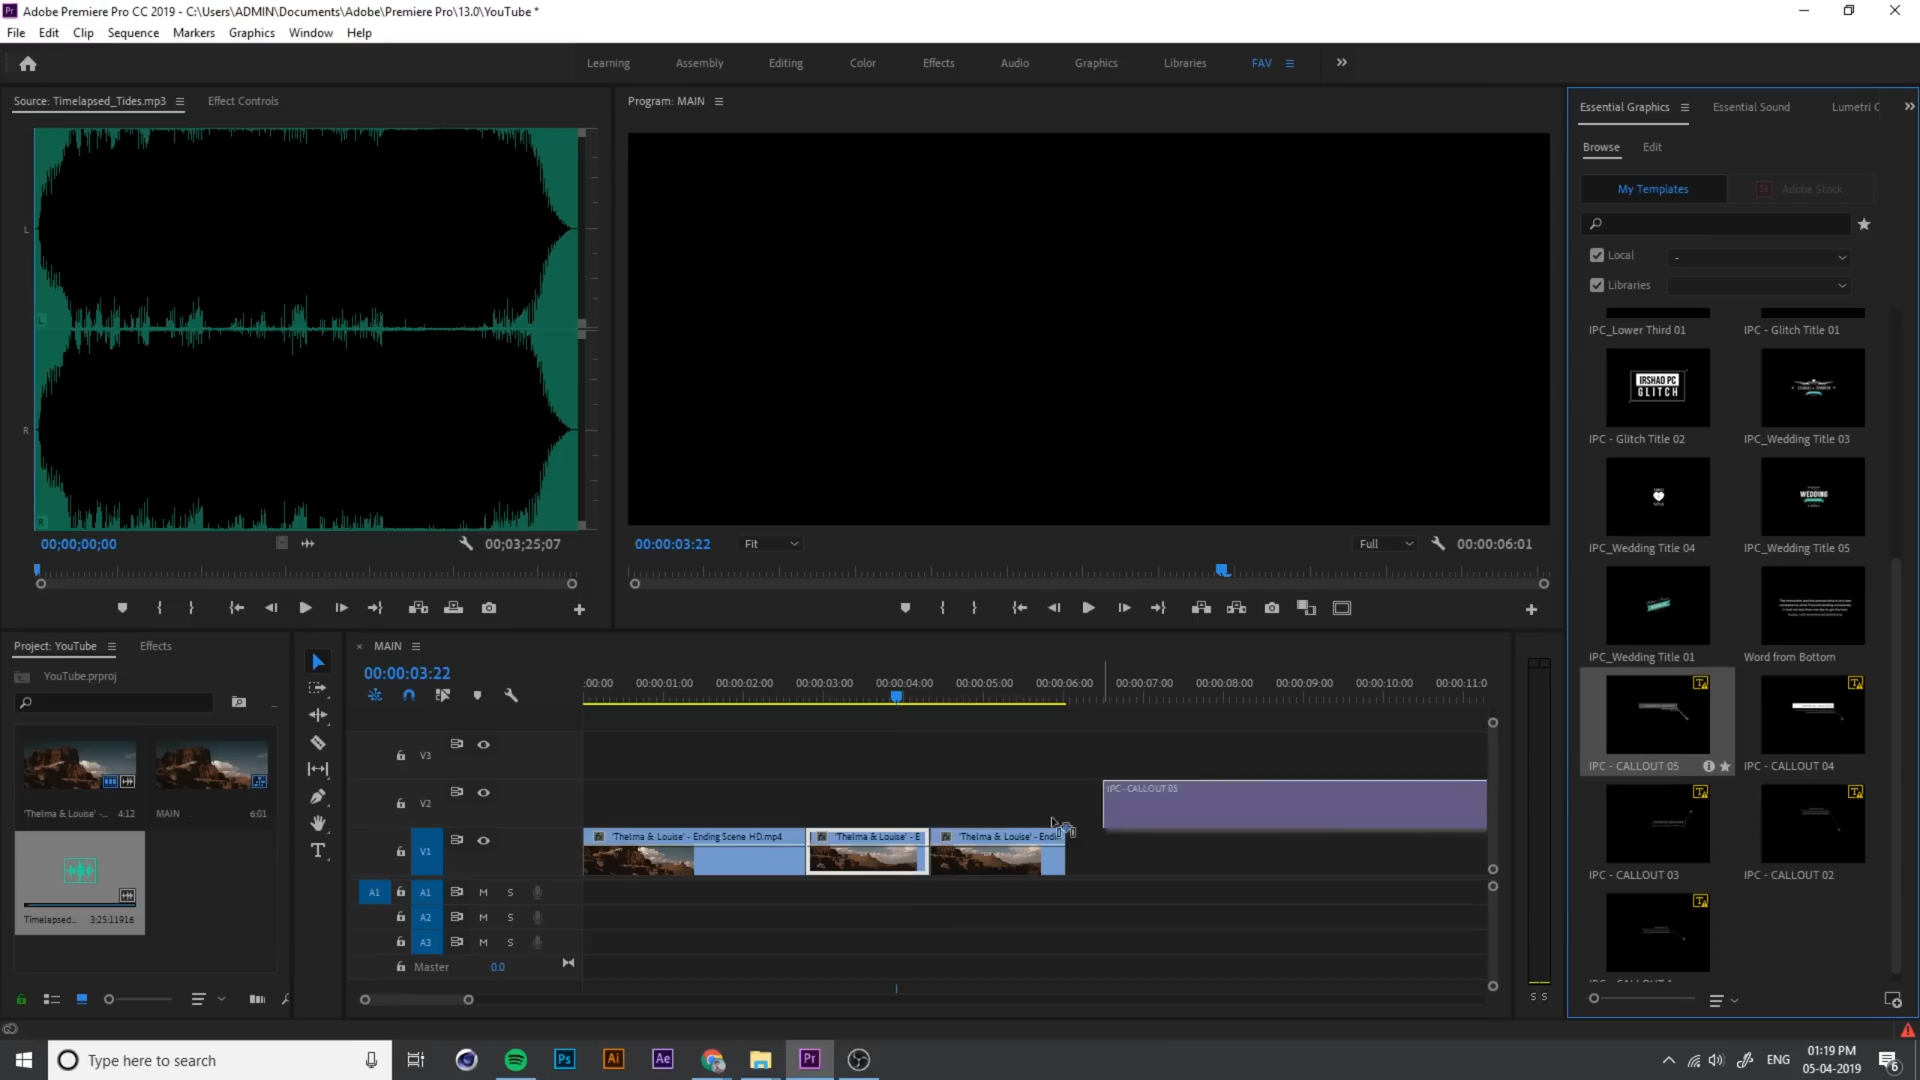 Adobe Premiere Pro CC 2019 - C:\Users\ADMIN\Documents\Adobe\Premiere Pro\13.0\YouTube *
File Edit Clip Sequence Markers Graphics Window Help
Learning Assembly Editing Color Effects Audio Graphics Libraries FAV
Source: Timelapsed_Tides.mp3 Effect Controls
L
L
R
R
00;00;00;00 00;03;25;07
Program: MAIN
00:00:03:22 Fit Full 00:00:06:01
Essential Graphics Essential Sound Lumetri C
Browse Edit
My Templates St Adobe Stock
Local -
Libraries
IPC_Lower Third 01 IPC - Glitch Title 01
IRSHAD PC
GLITCH
IPC - Glitch Title 02 IPC_Wedding Title 03
WEDDING
IPC_Wedding Title 04 IPC_Wedding Title 05
IPC_Wedding Title 01 Word from Bottom
IPC - CALLOUT 05 IPC - CALLOUT 04
IPC - CALLOUT 03 IPC - CALLOUT 02
Project: YouTube Effects
YouTube.prproj
'Thelma & Louise' -... 4:12 MAIN 6:01
Timelapsed... 3:25:11916
MAIN
00:00:03:22
:00:00 00:00:01:00 00:00:02:00 00:00:03:00 00:00:04:00 00:00:05:00 00:00:06:00 00:00:07:00 00:00:08:00 00:00:09:00 00:00:10:00 00:00:11:0
V3
V2
IPC - CALLOUT 05
V1
'Thelma & Louise' - Ending Scene HD.mp4 'Thelma & Louise' - E 'Thelma & Louise' - Endi
A1 A1 M S
A2 M S
A3 M S
Master 0.0
S S
Type here to search
Ps Ai Ae Pr
ENG
01:19 PM
05-04-2019
6